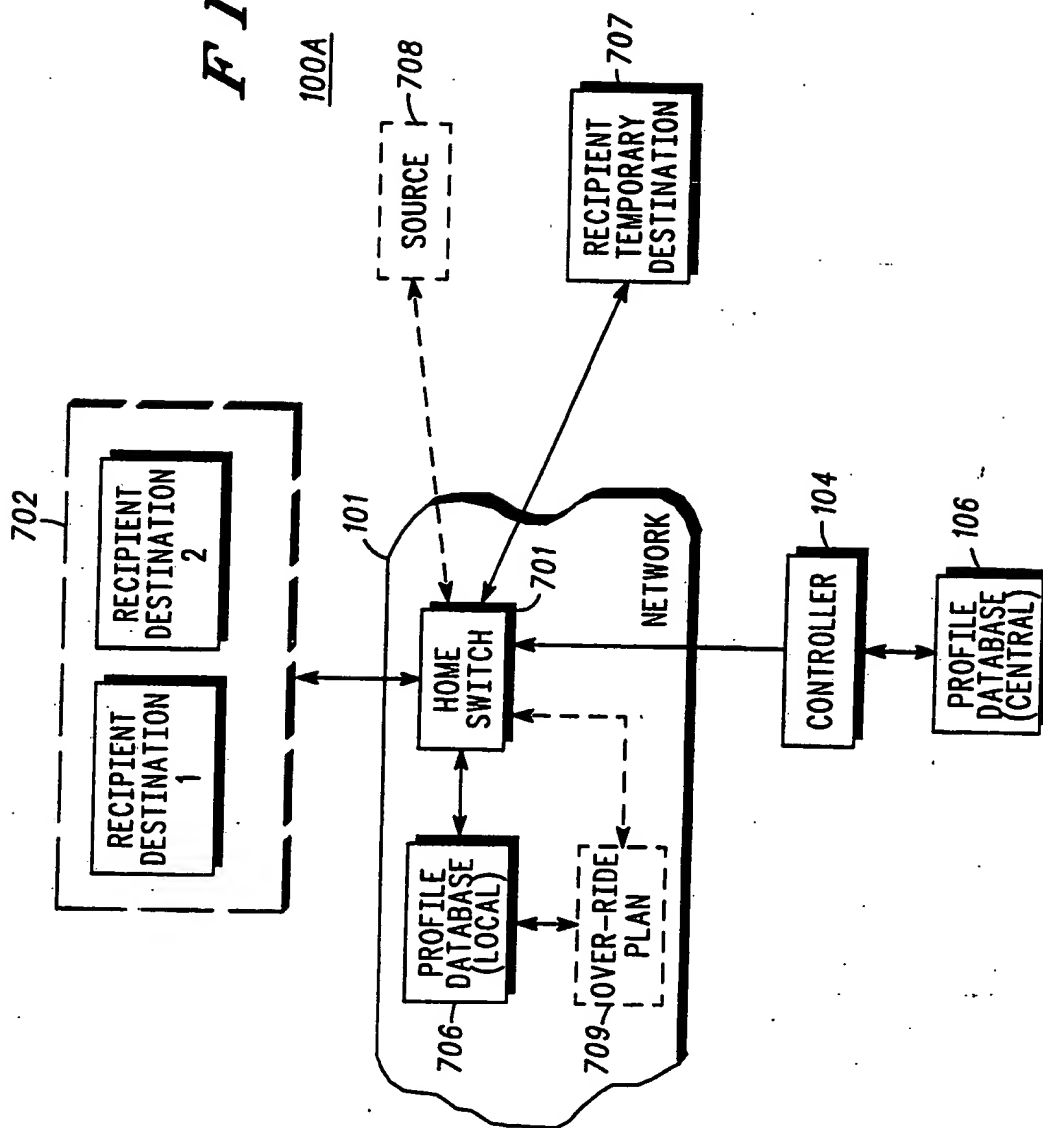 F I
100A
702
RECIPIENT
DESTINATION
1
RECIPIENT
DESTINATION
2
101
SOURCE
708
707
RECIPIENT
TEMPORARY
DESTINATION
HOME
SWITCH
701
NETWORK
PROFILE
DATABASE
(LOCAL)
706
OVER-RIDE
PLAN
709
CONTROLLER
104
PROFILE
DATABASE
(CENTRAL)
106